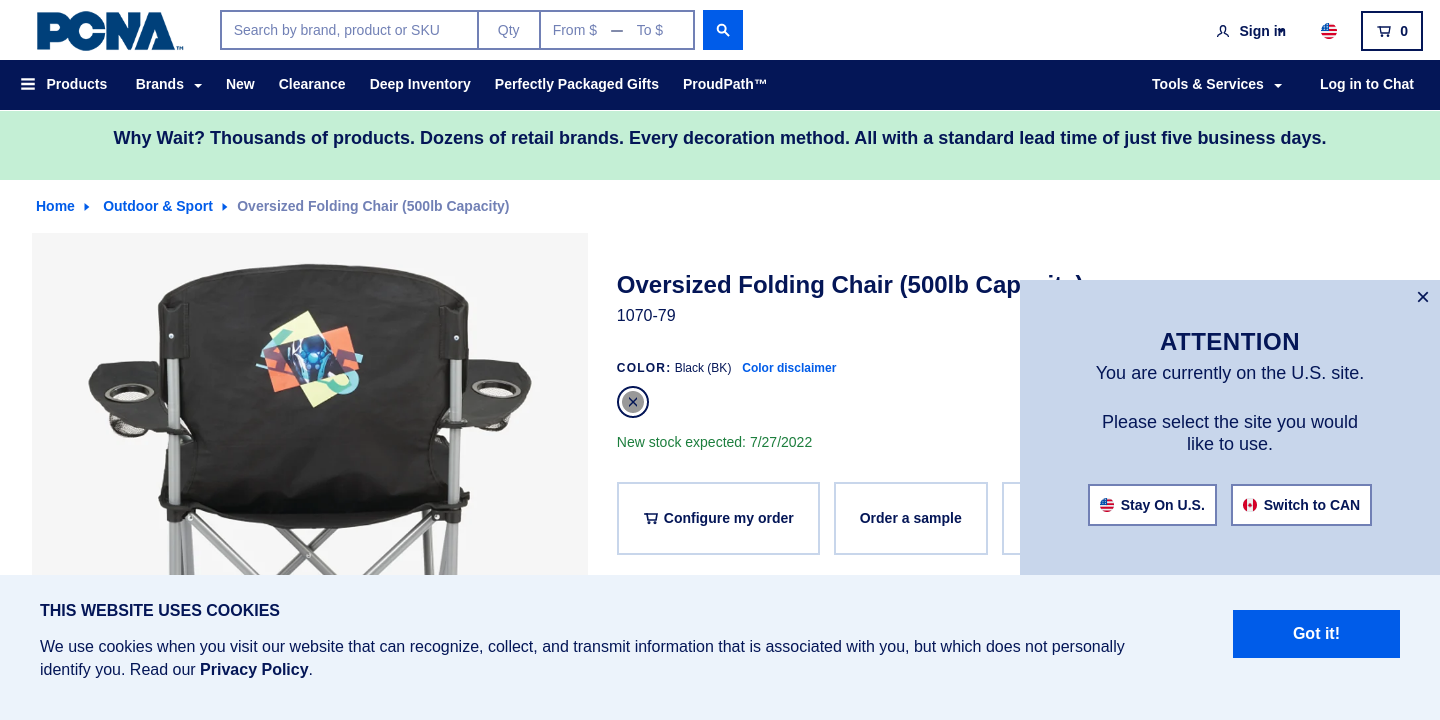 PCNA™
Search by brand, product or SKU
Qty
From $ — To $
Sign in
0
Products
Brands
New
Clearance
Deep Inventory
Perfectly Packaged Gifts
ProudPath™
Tools & Services
Log in to Chat
Why Wait? Thousands of products. Dozens of retail brands. Every decoration method. All with a standard lead time of just five business days.
Home
Outdoor & Sport
Oversized Folding Chair (500lb Capacity)
Oversized Folding Chair (500lb Capacity)
1070-79
COLOR: Black (BK) Color disclaimer
New stock expected: 7/27/2022
Configure my order
Order a sample
×
ATTENTION
You are currently on the U.S. site.
Please select the site you would
like to use.
Stay On U.S.
Switch to CAN
THIS WEBSITE USES COOKIES
We use cookies when you visit our website that can recognize, collect, and transmit information that is associated with you, but which does not personally
identify you. Read our Privacy Policy.
Got it!